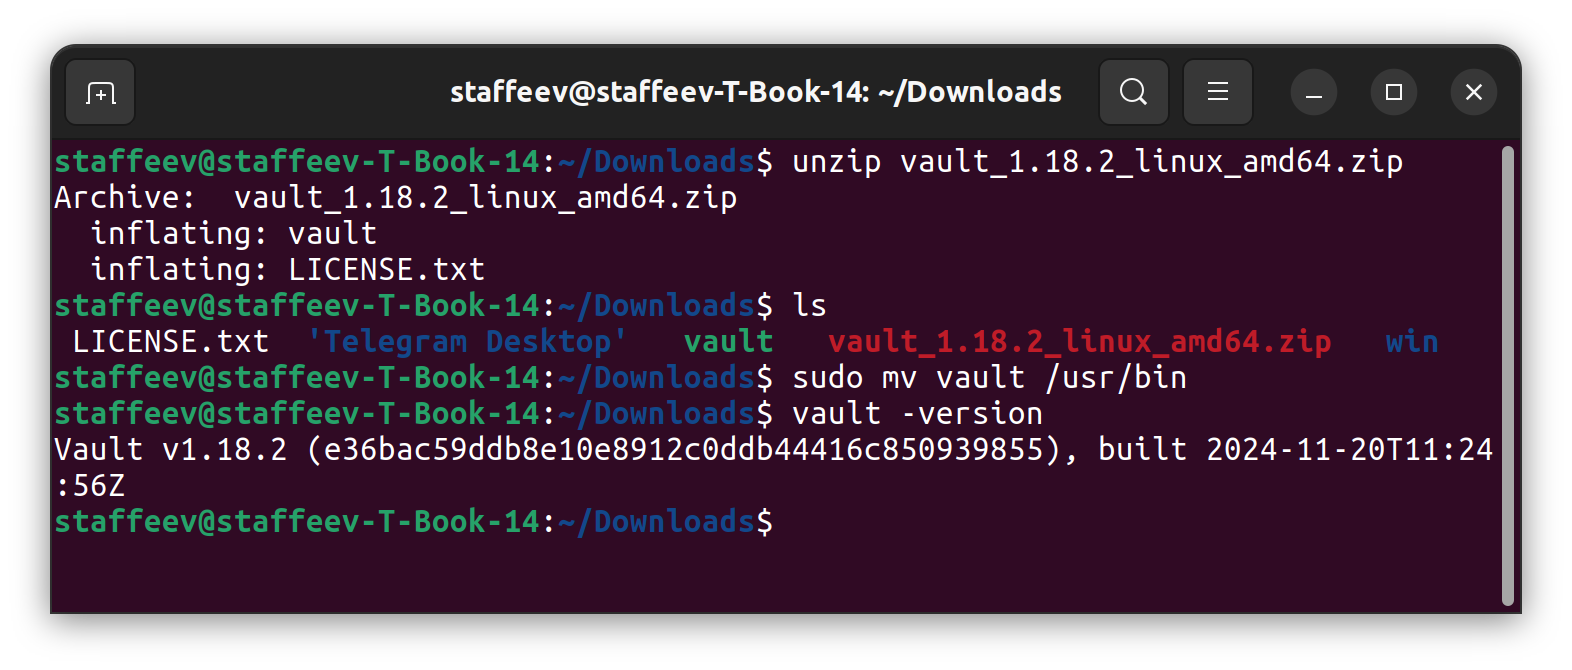 staffeev@staffeev-T-Book-14: ~/Downloads
staffeev@staffeev-T-Book-14:~/Downloads$ unzip vault_1.18.2_linux_amd64.zip
Archive:  vault_1.18.2_linux_amd64.zip
  inflating: vault
  inflating: LICENSE.txt
staffeev@staffeev-T-Book-14:~/Downloads$ ls
 LICENSE.txt  'Telegram Desktop'   vault   vault_1.18.2_linux_amd64.zip   win
staffeev@staffeev-T-Book-14:~/Downloads$ sudo mv vault /usr/bin
staffeev@staffeev-T-Book-14:~/Downloads$ vault -version
Vault v1.18.2 (e36bac59ddb8e10e8912c0ddb44416c850939855), built 2024-11-20T11:24
:56Z
staffeev@staffeev-T-Book-14:~/Downloads$